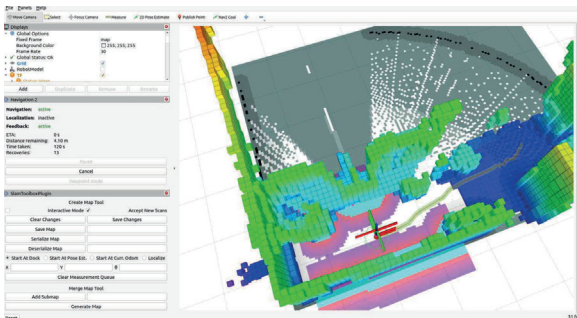 File Panels Help
Move Camera Select Focus Camera Measure 2D Pose Estimate Publish Point Nav2 Goal
Displays
Global Options
Fixed Frame map
Background Color 255; 255; 255
Frame Rate 30
Global Status: Ok
Grid
RobotModel
TF
Add Duplicate Remove Rename
Navigation 2
Navigation: active
Localization: inactive
Feedback: active
ETA: 0 s
Distance remaining: 4.10 m
Time taken: 128 s
Recoveries: 13
Pause
Cancel
Waypoint mode
SlamToolboxPlugin
Create Map Tool
Interactive Mode Accept New Scans
Clear Changes Save Changes
Save Map
Serialize Map
Deserialize Map
Start At Dock Start At Pose Est. Start At Curr. Odom Localize
X Y θ
Clear Measurement Queue
Merge Map Tool
Add Submap
Generate Map
Reset